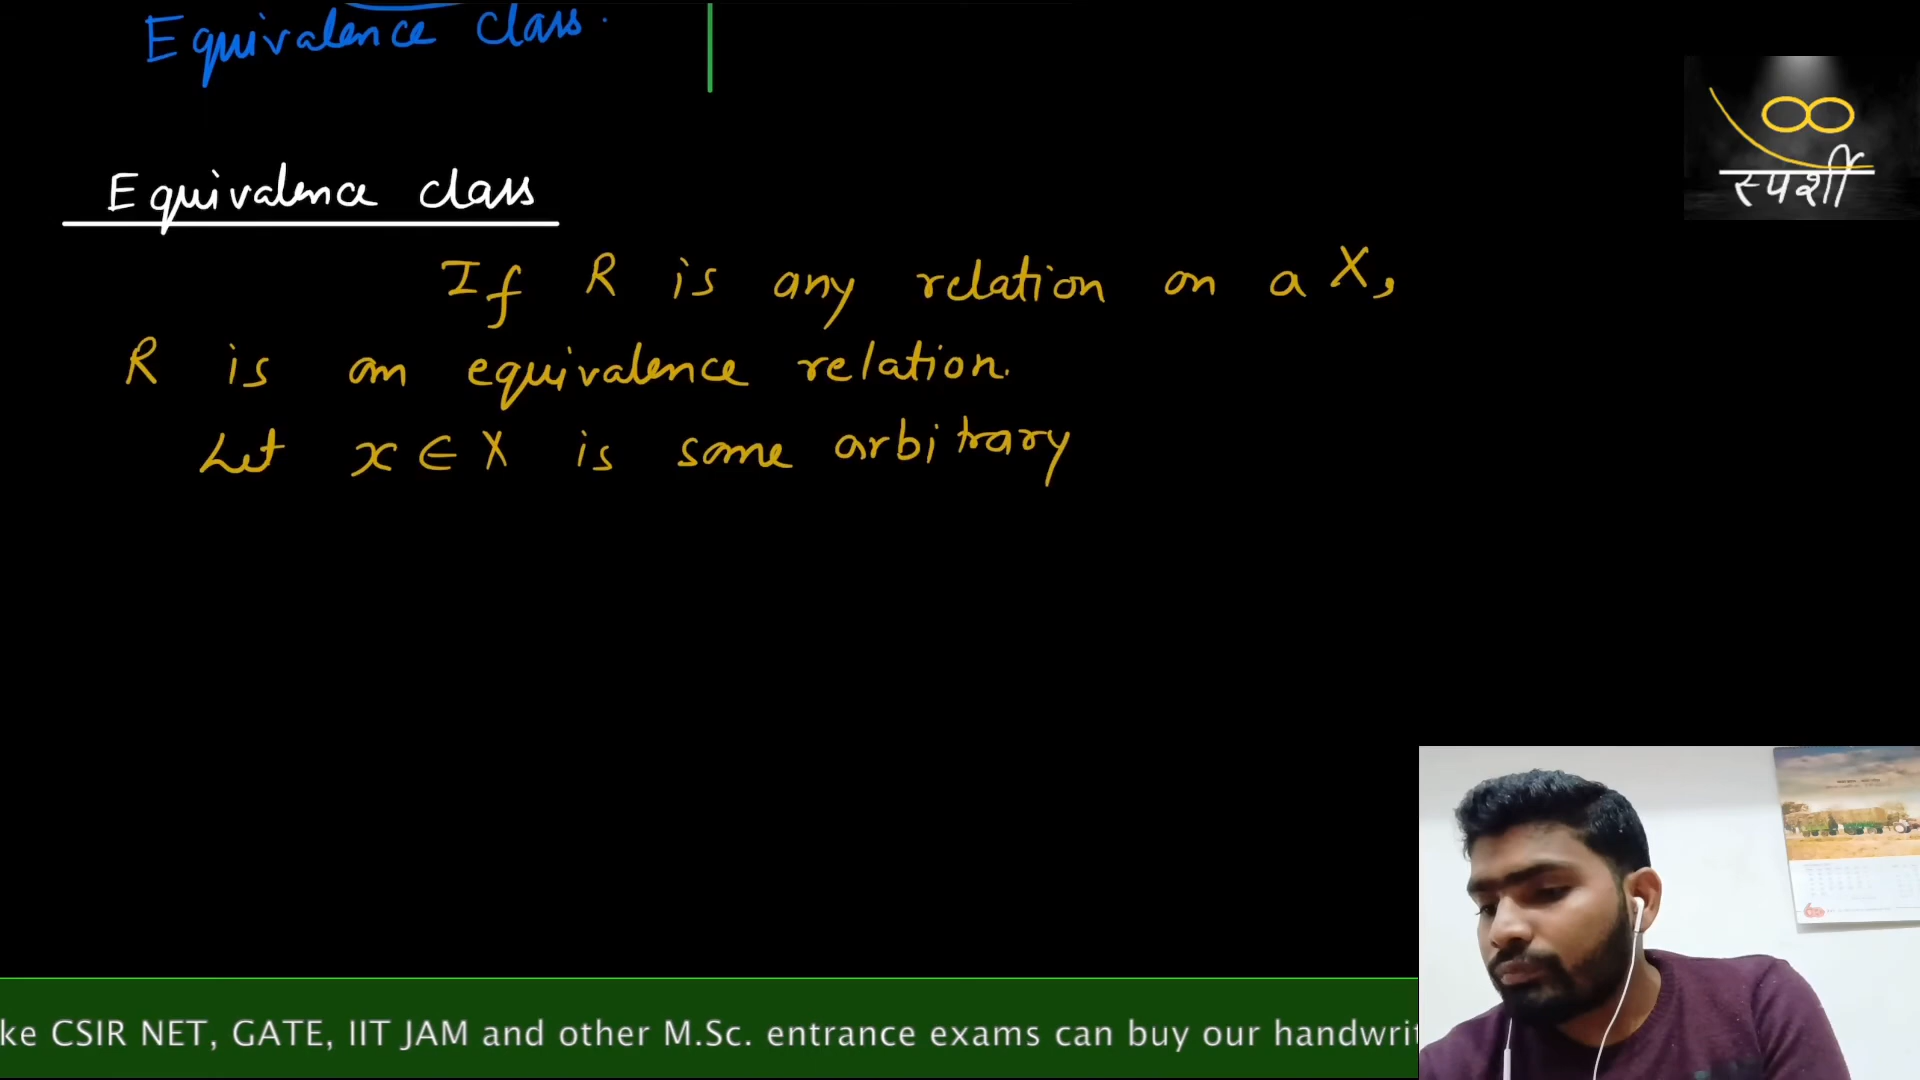 Equivalence class.
Equivalence class
स्पर्शी
If R is any relation on a X,
R is an equivalence relation.
Let x ∈ X is some arbitrary
ke CSIR NET, GATE, IIT JAM and other M.Sc. entrance exams can buy our handwrit